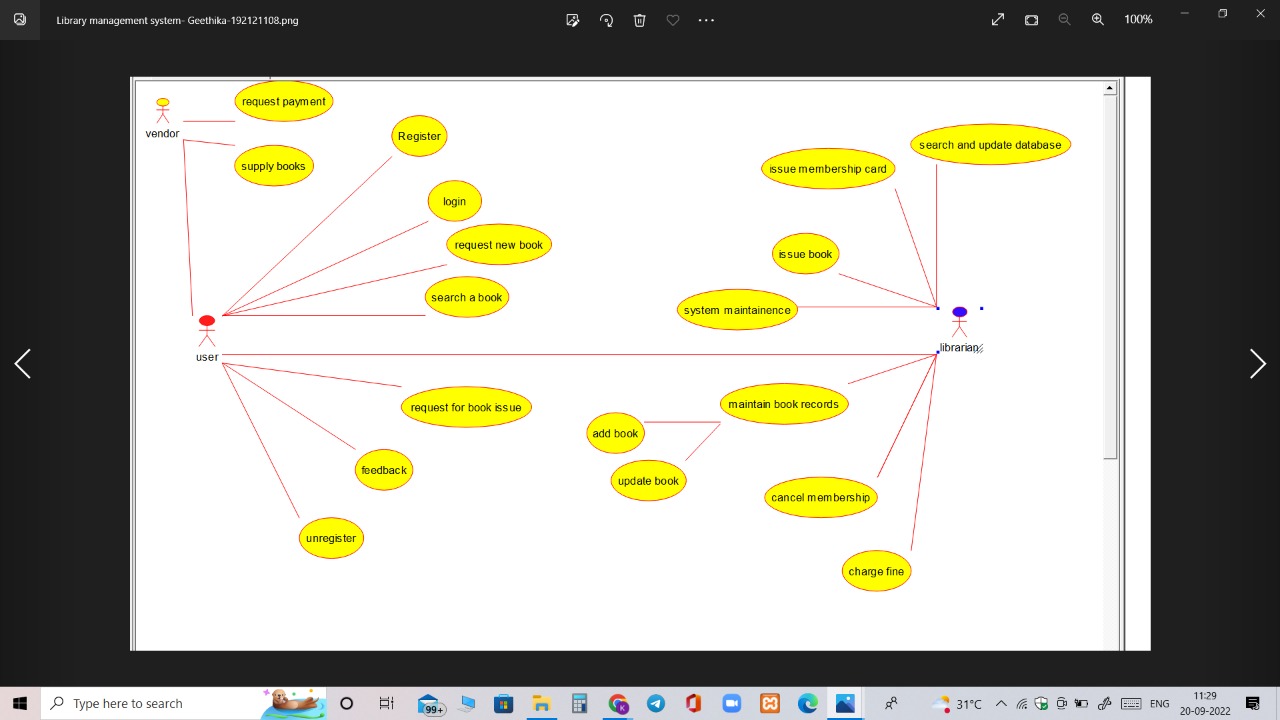 Library management system- Geethika-192121108.png
100%
request payment
vendor
supply books
Register
login
request new book
search a book
search and update database
issue membership card
issue book
system maintainence
librarian
user
request for book issue
maintain book records
add book
update book
feedback
cancel membership
unregister
charge fine
Type here to search
99+
K
31°C
ENG
11:29
20-09-2022